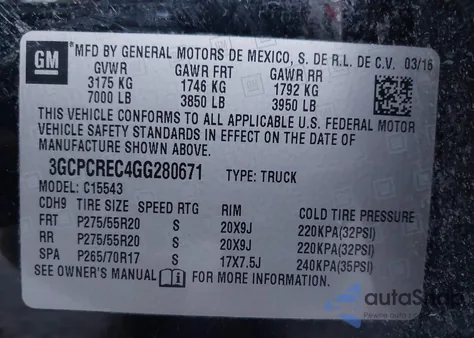 GM
MFD BY GENERAL MOTORS DE MEXICO, S. DE R.L. DE C.V. 03/16
GVWR GAWR FRT GAWR RR
3175 KG 1746 KG 1792 KG
7000 LB 3850 LB 3950 LB
THIS VEHICLE CONFORMS TO ALL APPLICABLE U.S. FEDERAL MOTOR
VEHICLE SAFETY STANDARDS IN EFFECT ON THE DATE OF
MANUFACTURE SHOWN ABOVE.
3GCPCREC4GG280671 TYPE: TRUCK
MODEL: C15543
CDH9 TIRE SIZE SPEED RTG RIM COLD TIRE PRESSURE
FRT P275/55R20 S 20X9J 220KPA(32PSI)
RR P275/55R20 S 20X9J 220KPA(32PSI)
SPA P265/70R17 S 17X7.5J 240KPA(35PSI)
SEE OWNER'S MANUAL FOR MORE INFORMATION
autoSnap